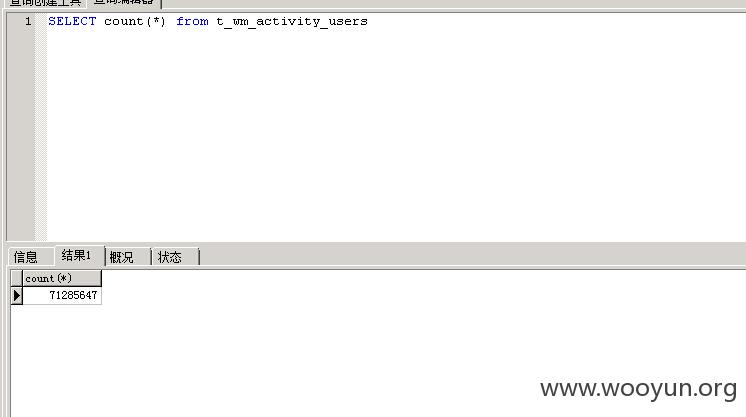 查询创建工具 查询编辑器
1 SELECT count(*) from t_wm_activity_users
信息 结果1 概况 状态
count(*)
71285647
www.wooyun.org